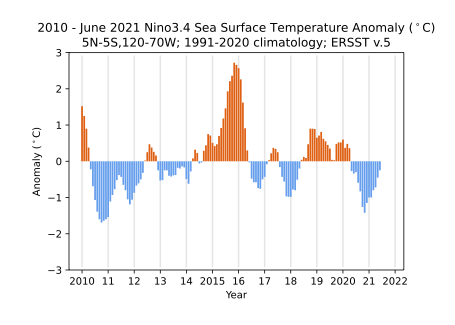 2010 - June 2021 Nino3.4 Sea Surface Temperature Anomaly (°C)
5N-5S,120-70W; 1991-2020 climatology; ERSST v.5
3
2
1
0
−1
−2
−3
Anomaly (°C)
2010 11 12 13 14 2015 16 17 18 19 2020 21 2022
Year